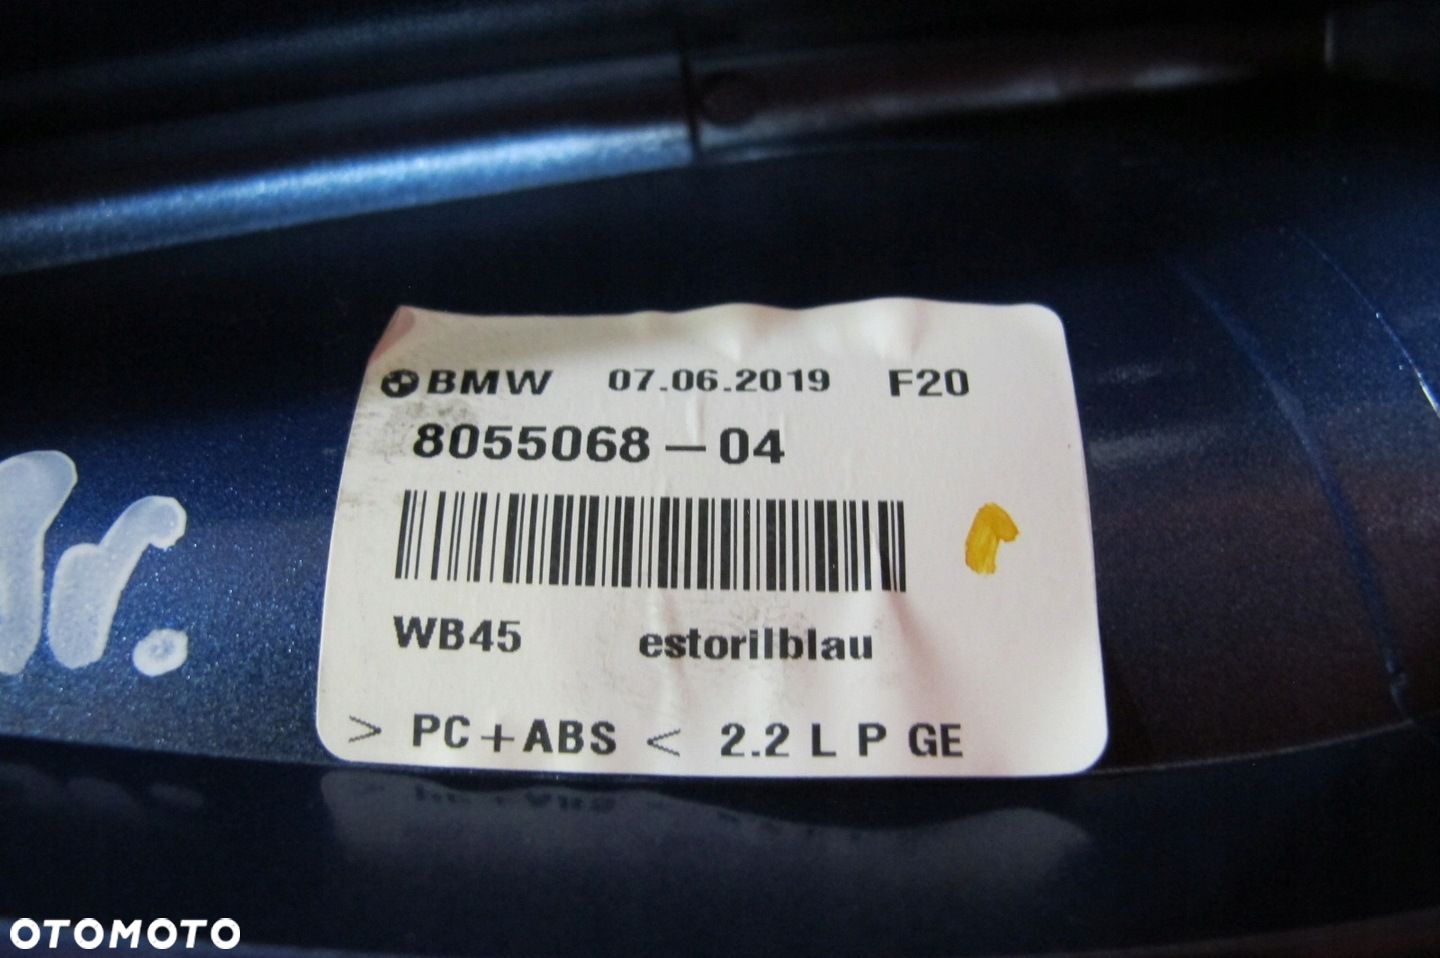 BMW 07.06.2019 F20
8055068-04
WB45 estorilblau
> PC+ABS < 2.2 L P GE
OTOMOTO